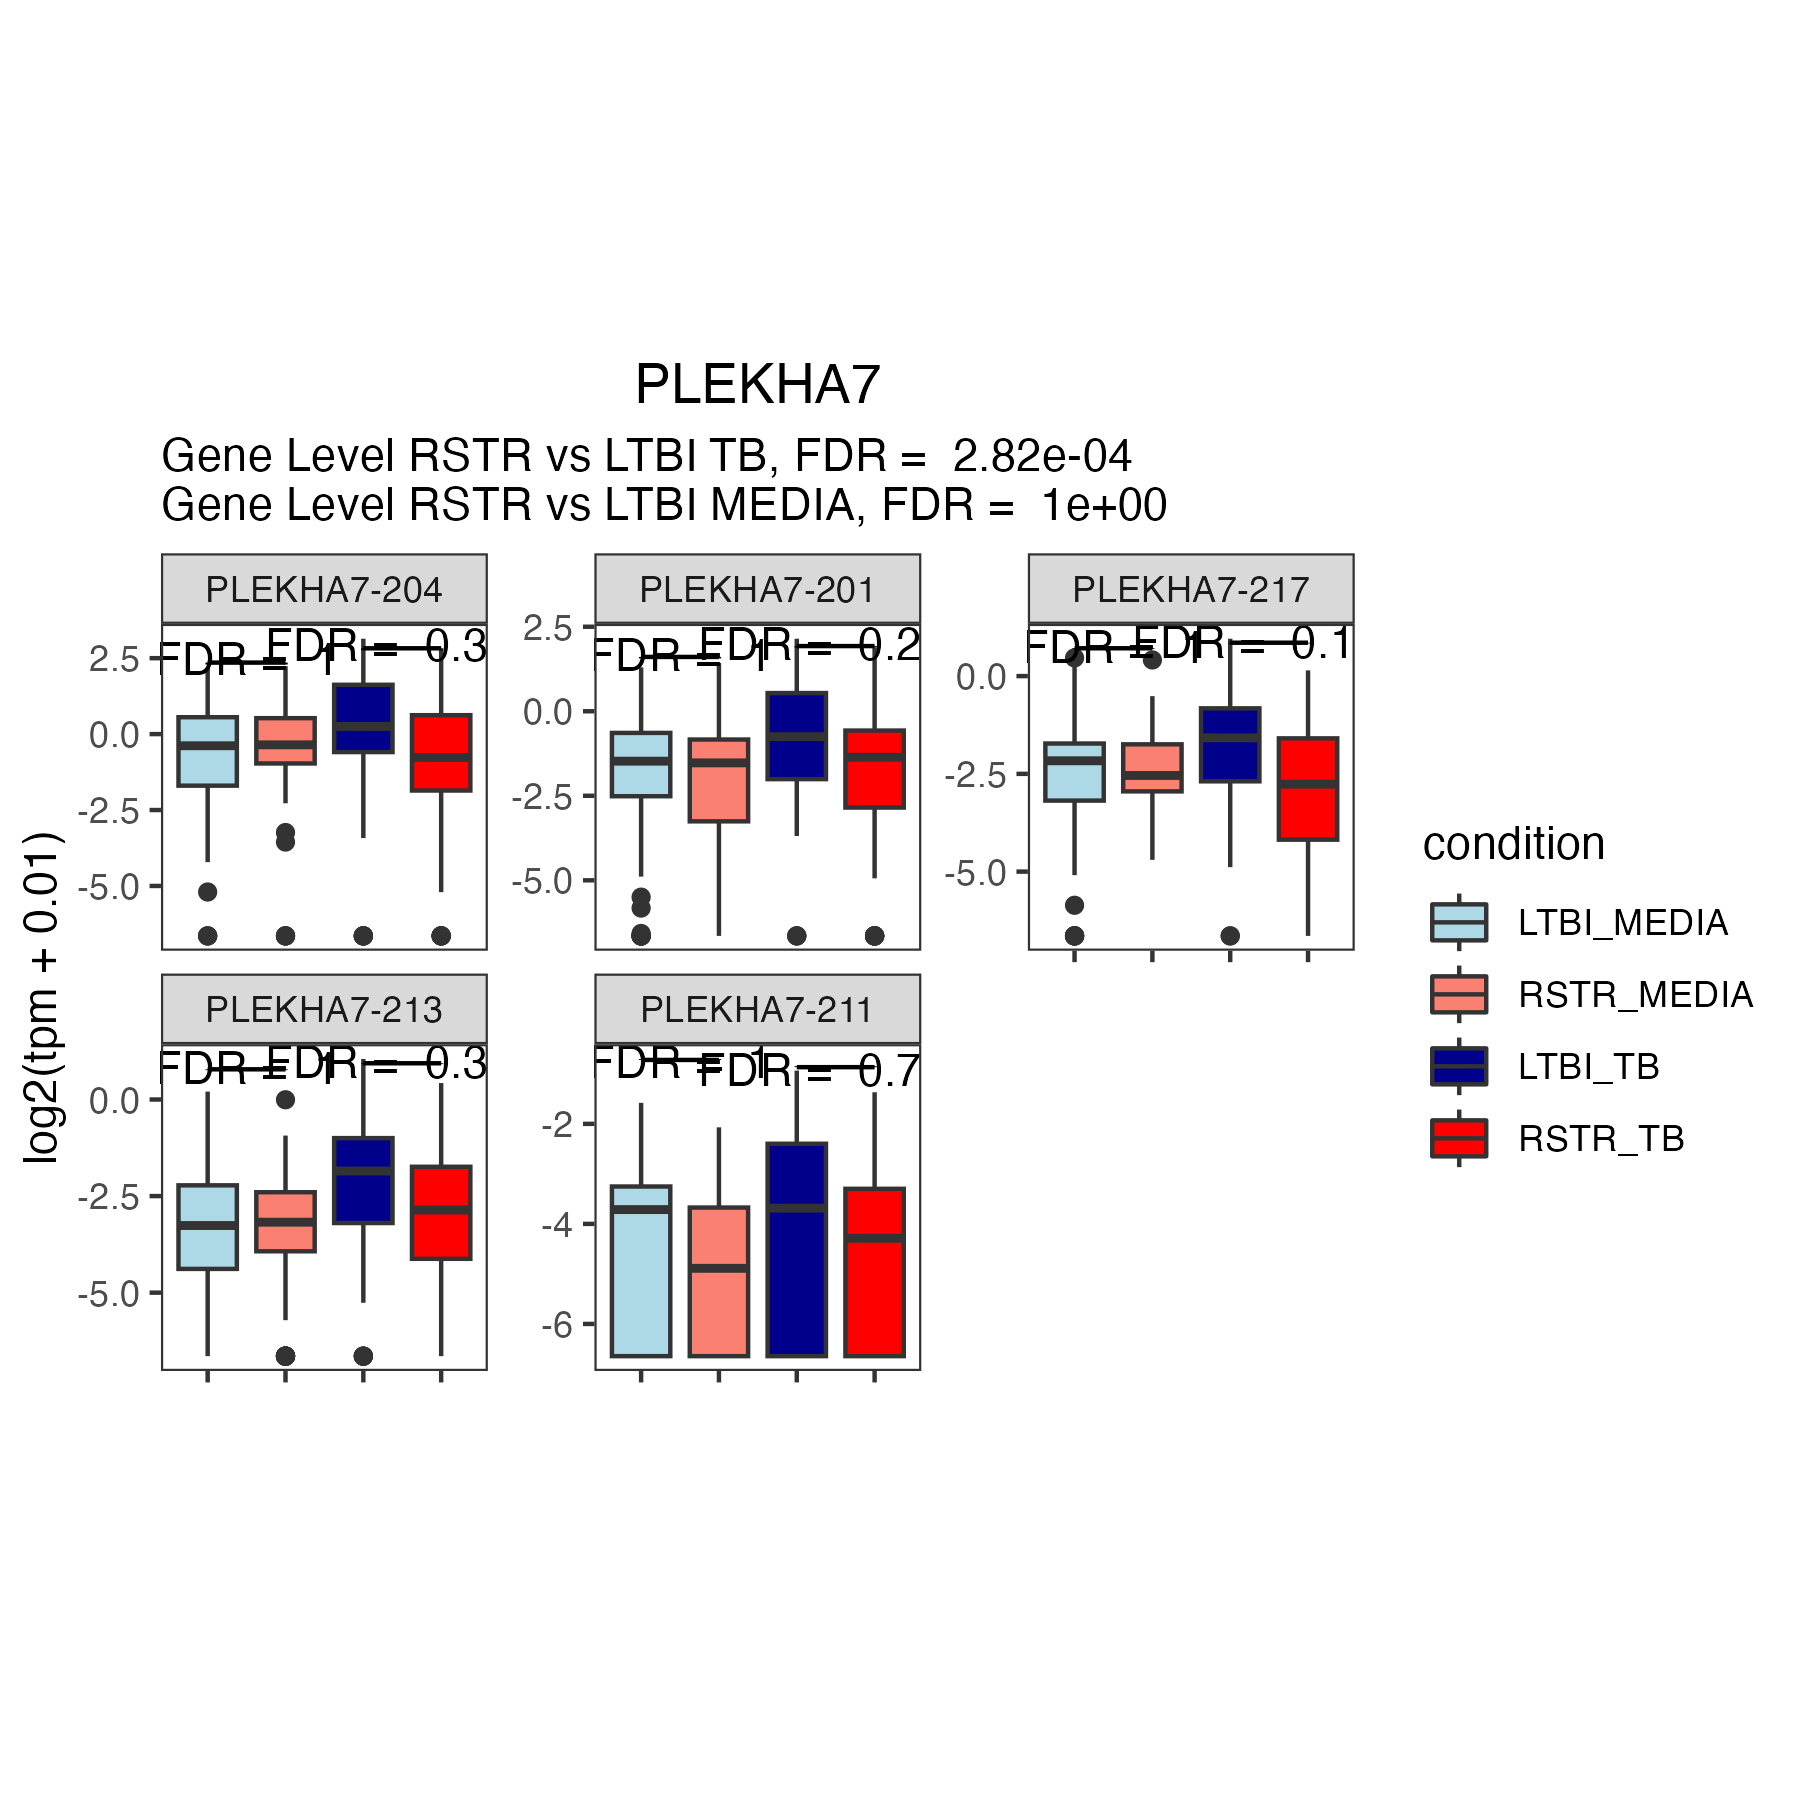 PLEKHA7
Gene Level RSTR vs LTBI TB, FDR = 2.82e-04
Gene Level RSTR vs LTBI MEDIA, FDR = 1e+00
PLEKHA7-204
PLEKHA7-201
PLEKHA7-217
FDR = 1
FDR = 0.3
FDR = 1
FDR = 0.2
FDR = 1
FDR = 0.1
2.5
0.0
-2.5
-5.0
2.5
0.0
-2.5
-5.0
0.0
-2.5
-5.0
PLEKHA7-213
PLEKHA7-211
FDR = 1
FDR = 0.3
FDR = 1
FDR = 0.7
0.0
-2.5
-5.0
-2
-4
-6
log2(tpm + 0.01)
condition
LTBI_MEDIA
RSTR_MEDIA
LTBI_TB
RSTR_TB